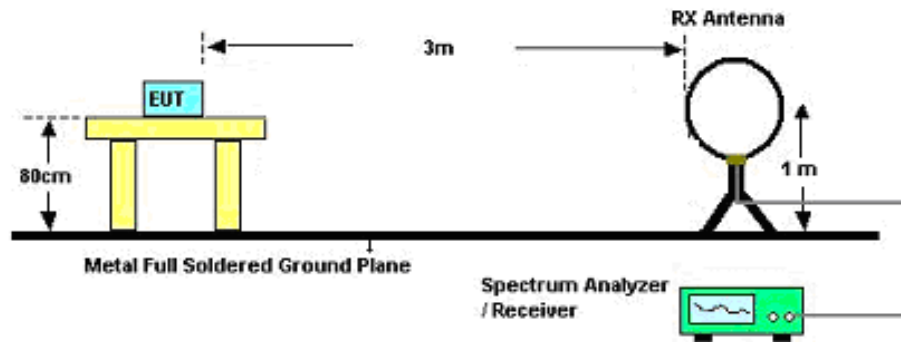 RX Antenna
3m
EUT
80cm
1 m
Metal Full Soldered Ground Plane
Spectrum Analyzer
/ Receiver